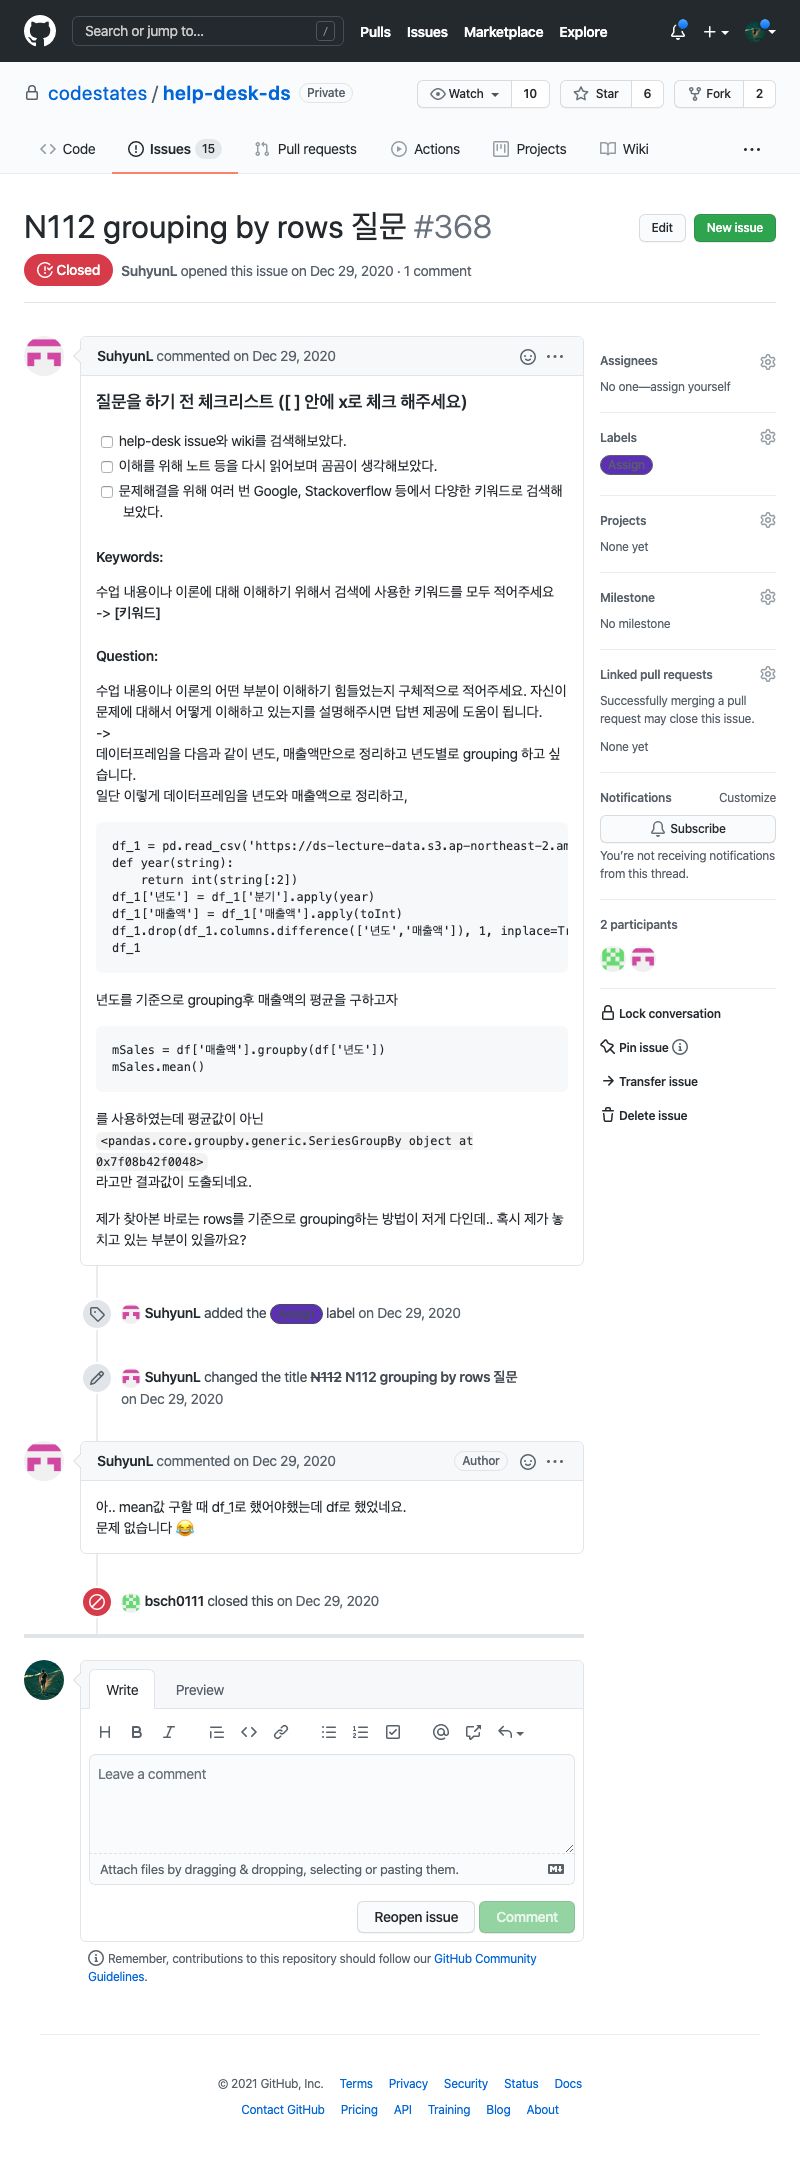 Search or jump to...
/
Pulls
Issues
Marketplace
Explore
codestates / help-desk-ds
Private
Watch
10
Star
6
Fork
2
Code
Issues 15
Pull requests
Actions
Projects
Wiki
N112 grouping by rows 질문 #368
Edit
New issue
Closed
SuhyunL opened this issue on Dec 29, 2020 · 1 comment
SuhyunL commented on Dec 29, 2020
질문을 하기 전 체크리스트 ([ ] 안에 x로 체크 해주세요)
help-desk issue와 wiki를 검색해보았다.
이해를 위해 노트 등을 다시 읽어보며 곰곰이 생각해보았다.
문제해결을 위해 여러 번 Google, Stackoverflow 등에서 다양한 키워드로 검색해
보았다.
Keywords:
수업 내용이나 이론에 대해 이해하기 위해서 검색에 사용한 키워드를 모두 적어주세요
-> [키워드]
Question:
수업 내용이나 이론의 어떤 부분이 이해하기 힘들었는지 구체적으로 적어주세요. 자신이
문제에 대해서 어떻게 이해하고 있는지를 설명해주시면 답변 제공에 도움이 됩니다.
->
데이터프레임을 다음과 같이 년도, 매출액만으로 정리하고 년도별로 grouping 하고 싶
습니다.
일단 이렇게 데이터프레임을 년도와 매출액으로 정리하고,
df_1 = pd.read_csv('https://ds-lecture-data.s3.ap-northeast-2.am
def year(string):
    return int(string[:2])
df_1['년도'] = df_1['분기'].apply(year)
df_1['매출액'] = df_1['매출액'].apply(toInt)
df_1.drop(df_1.columns.difference(['년도','매출액']), 1, inplace=Tr
df_1
년도를 기준으로 grouping후 매출액의 평균을 구하고자
mSales = df['매출액'].groupby(df['년도'])
mSales.mean()
를 사용하였는데 평균값이 아닌
<pandas.core.groupby.generic.SeriesGroupBy object at
0x7f08b42f0048>
라고만 결과값이 도출되네요.
제가 찾아본 바로는 rows를 기준으로 grouping하는 방법이 저게 다인데.. 혹시 제가 놓
치고 있는 부분이 있을까요?
Assignees
No one—assign yourself
Labels
Assign
Projects
None yet
Milestone
No milestone
Linked pull requests
Successfully merging a pull
request may close this issue.
None yet
Notifications
Customize
Subscribe
You're not receiving notifications
from this thread.
2 participants
Lock conversation
Pin issue
Transfer issue
Delete issue
SuhyunL added the Assign label on Dec 29, 2020
SuhyunL changed the title N112 N112 grouping by rows 질문
on Dec 29, 2020
SuhyunL commented on Dec 29, 2020
Author
아.. mean값 구할 때 df_1로 했어야했는데 df로 했었네요.
문제 없습니다 😂
bsch0111 closed this on Dec 29, 2020
Write
Preview
Leave a comment
Attach files by dragging & dropping, selecting or pasting them.
Reopen issue
Comment
Remember, contributions to this repository should follow our GitHub Community
Guidelines.
© 2021 GitHub, Inc.
Terms
Privacy
Security
Status
Docs
Contact GitHub
Pricing
API
Training
Blog
About